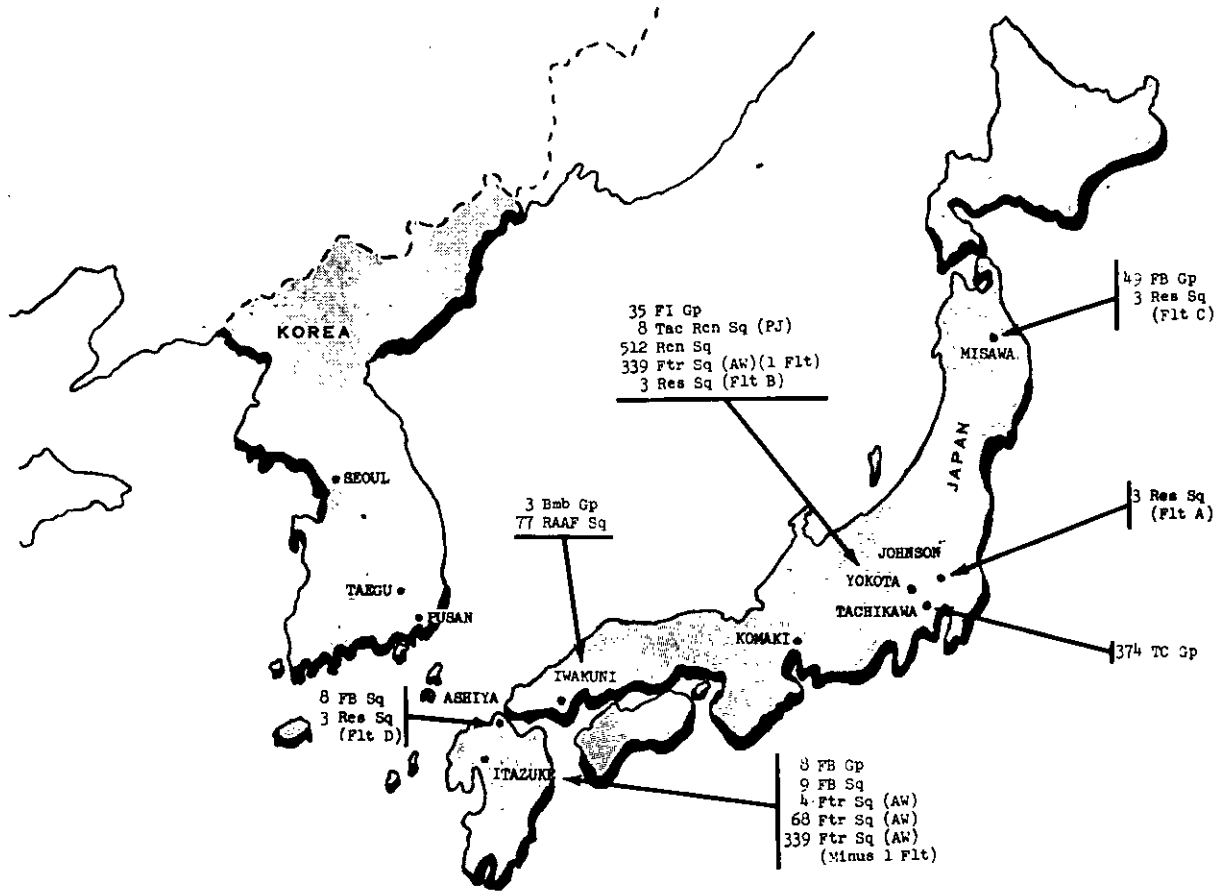 KOREA
SEOUL
TAEGU
PUSAN
35 FI Gp
8 Tac Rcn Sq (PJ)
512 Rcn Sq
339 Ftr Sq (AW)(1 Flt)
3 Res Sq (Flt B)
49 FB Gp
3 Res Sq
(Flt C)
MISAWA
JAPAN
3 Bmb Gp
77 RAAF Sq
3 Res Sq
(Flt A)
JOHNSON
YOKOTA
TACHIKAWA
KOMAKI
374 TC Gp
IWAKUNI
ASHIYA
8 FB Sq
3 Res Sq
(Flt D)
ITAZUKE
8 FB Gp
9 FB Sq
4 Ftr Sq (AW)
68 Ftr Sq (AW)
339 Ftr Sq (AW)
(Minus 1 Flt)